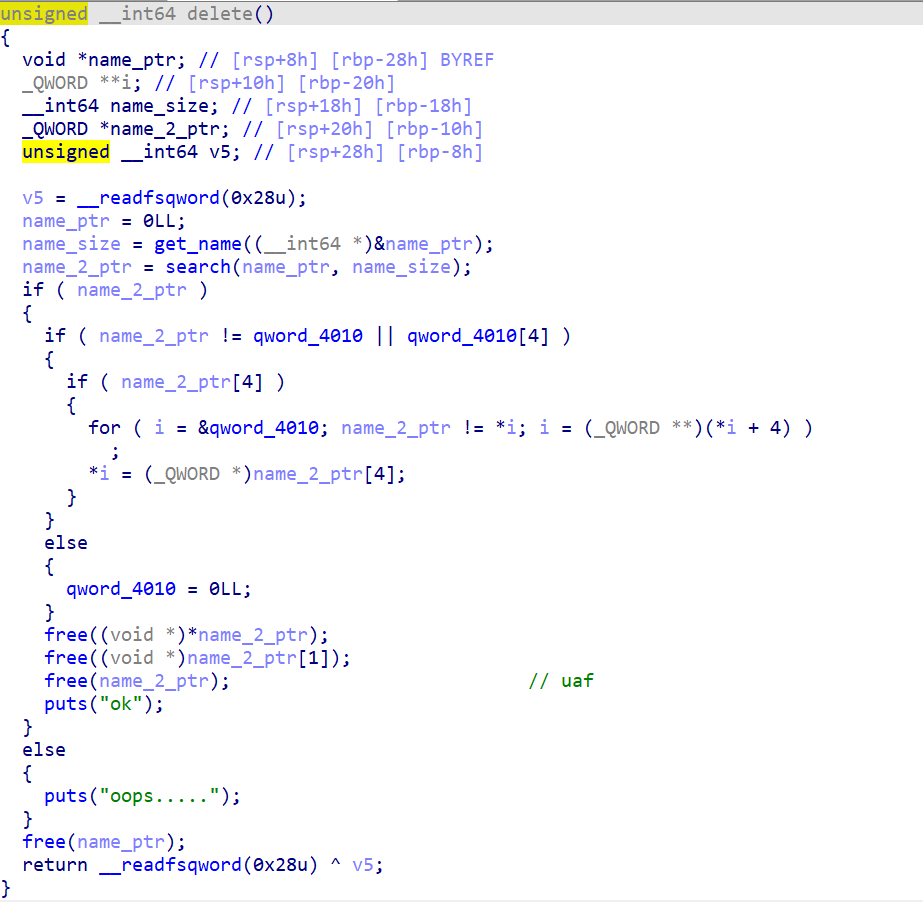 unsigned __int64 delete()
{
  void *name_ptr; // [rsp+8h] [rbp-28h] BYREF
  _QWORD **i; // [rsp+10h] [rbp-20h]
  __int64 name_size; // [rsp+18h] [rbp-18h]
  _QWORD *name_2_ptr; // [rsp+20h] [rbp-10h]
  unsigned __int64 v5; // [rsp+28h] [rbp-8h]

  v5 = __readfsqword(0x28u);
  name_ptr = 0LL;
  name_size = get_name((__int64 *)&name_ptr);
  name_2_ptr = search(name_ptr, name_size);
  if ( name_2_ptr )
  {
    if ( name_2_ptr != qword_4010 || qword_4010[4] )
    {
      if ( name_2_ptr[4] )
      {
        for ( i = &qword_4010; name_2_ptr != *i; i = (_QWORD **)(*i + 4) )
          ;
        *i = (_QWORD *)name_2_ptr[4];
      }
    }
    else
    {
      qword_4010 = 0LL;
    }
    free((void *)*name_2_ptr);
    free((void *)name_2_ptr[1]);
    free(name_2_ptr);                           // uaf
    puts("ok");
  }
  else
  {
    puts("oops.....");
  }
  free(name_ptr);
  return __readfsqword(0x28u) ^ v5;
}